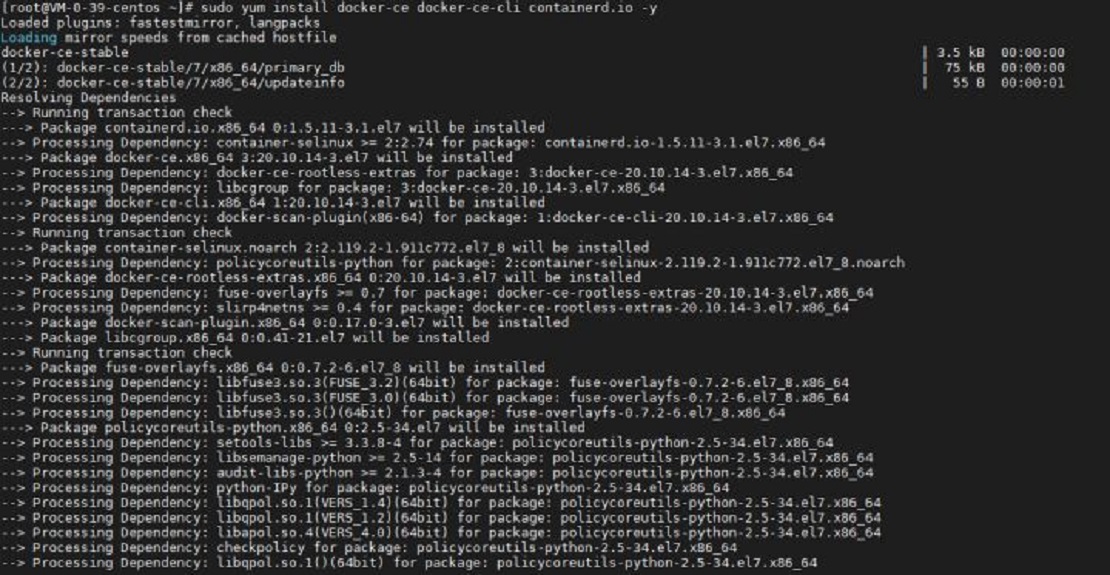 [root@VM-0-39-centos ~]# sudo yum install docker-ce docker-ce-cli containerd.io -y
Loaded plugins: fastestmirror, langpacks
Loading mirror speeds from cached hostfile
docker-ce-stable | 3.5 kB 00:00:00
(1/2): docker-ce-stable/7/x86_64/primary_db | 75 kB 00:00:00
(2/2): docker-ce-stable/7/x86_64/updateinfo | 55 B 00:00:01
Resolving Dependencies
--> Running transaction check
---> Package containerd.io.x86_64 0:1.5.11-3.1.el7 will be installed
--> Processing Dependency: container-selinux >= 2:2.74 for package: containerd.io-1.5.11-3.1.el7.x86_64
---> Package docker-ce.x86_64 3:20.10.14-3.el7 will be installed
--> Processing Dependency: docker-ce-rootless-extras for package: 3:docker-ce-20.10.14-3.el7.x86_64
--> Processing Dependency: libcgroup for package: 3:docker-ce-20.10.14-3.el7.x86_64
---> Package docker-ce-cli.x86_64 1:20.10.14-3.el7 will be installed
--> Processing Dependency: docker-scan-plugin(x86-64) for package: 1:docker-ce-cli-20.10.14-3.el7.x86_64
--> Running transaction check
---> Package container-selinux.noarch 2:2.119.2-1.911c772.el7_8 will be installed
--> Processing Dependency: policycoreutils-python for package: 2:container-selinux-2.119.2-1.911c772.el7_8.noarch
---> Package docker-ce-rootless-extras.x86_64 0:20.10.14-3.el7 will be installed
--> Processing Dependency: fuse-overlayfs >= 0.7 for package: docker-ce-rootless-extras-20.10.14-3.el7.x86_64
--> Processing Dependency: slirp4netns >= 0.4 for package: docker-ce-rootless-extras-20.10.14-3.el7.x86_64
---> Package docker-scan-plugin.x86_64 0:0.17.0-3.el7 will be installed
---> Package libcgroup.x86_64 0:0.41-21.el7 will be installed
--> Running transaction check
---> Package fuse-overlayfs.x86_64 0:0.7.2-6.el7_8 will be installed
--> Processing Dependency: libfuse3.so.3(FUSE_3.2)(64bit) for package: fuse-overlayfs-0.7.2-6.el7_8.x86_64
--> Processing Dependency: libfuse3.so.3(FUSE_3.0)(64bit) for package: fuse-overlayfs-0.7.2-6.el7_8.x86_64
--> Processing Dependency: libfuse3.so.3()(64bit) for package: fuse-overlayfs-0.7.2-6.el7_8.x86_64
---> Package policycoreutils-python.x86_64 0:2.5-34.el7 will be installed
--> Processing Dependency: setools-libs >= 3.3.8-4 for package: policycoreutils-python-2.5-34.el7.x86_64
--> Processing Dependency: libsemanage-python >= 2.5-14 for package: policycoreutils-python-2.5-34.el7.x86_64
--> Processing Dependency: audit-libs-python >= 2.1.3-4 for package: policycoreutils-python-2.5-34.el7.x86_64
--> Processing Dependency: python-IPy for package: policycoreutils-python-2.5-34.el7.x86_64
--> Processing Dependency: libqpol.so.1(VERS_1.4)(64bit) for package: policycoreutils-python-2.5-34.el7.x86_64
--> Processing Dependency: libqpol.so.1(VERS_1.2)(64bit) for package: policycoreutils-python-2.5-34.el7.x86_64
--> Processing Dependency: libapol.so.4(VERS_4.0)(64bit) for package: policycoreutils-python-2.5-34.el7.x86_64
--> Processing Dependency: checkpolicy for package: policycoreutils-python-2.5-34.el7.x86_64
--> Processing Dependency: libqpol.so.1()(64bit) for package: policycoreutils-python-2.5-34.el7.x86_64